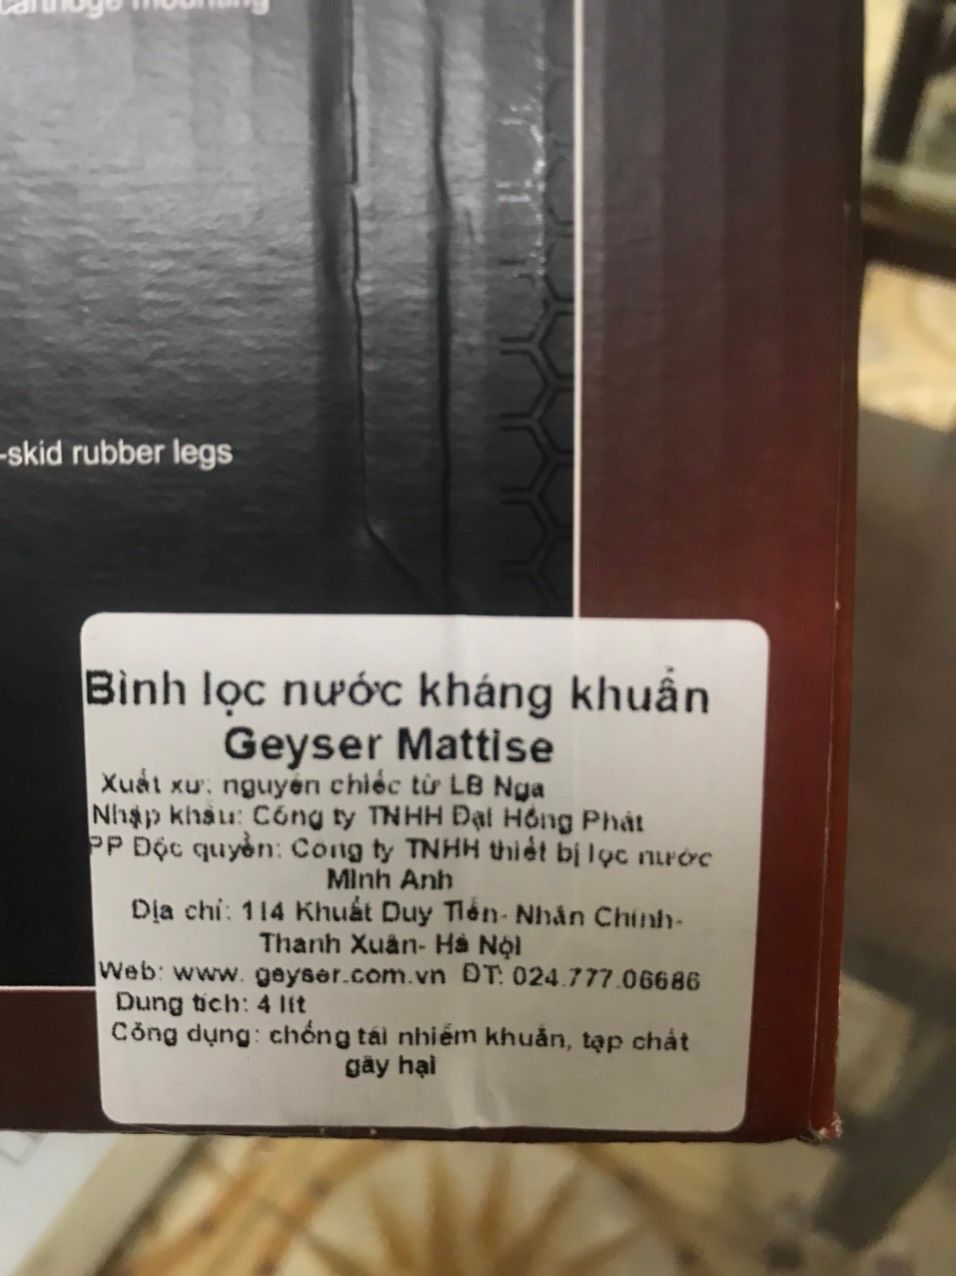 cartridge mounting
-skid rubber legs
Bình lọc nước kháng khuẩn
Geyser Mattise
Xuất xứ: nguyên chiếc từ LB Nga
Nhập khẩu: Công ty TNHH Đại Hồng Phát
PP Độc quyền: Công ty TNHH thiết bị lọc nước
Minh Anh
Địa chỉ: 114 Khuất Duy Tiến- Nhân Chính-
Thanh Xuân- Hà Nội
Web: www. geyser.com.vn ĐT: 024.777.06686
Dung tích: 4 lít
Công dụng: chống tái nhiễm khuẩn, tạp chất
gây hại